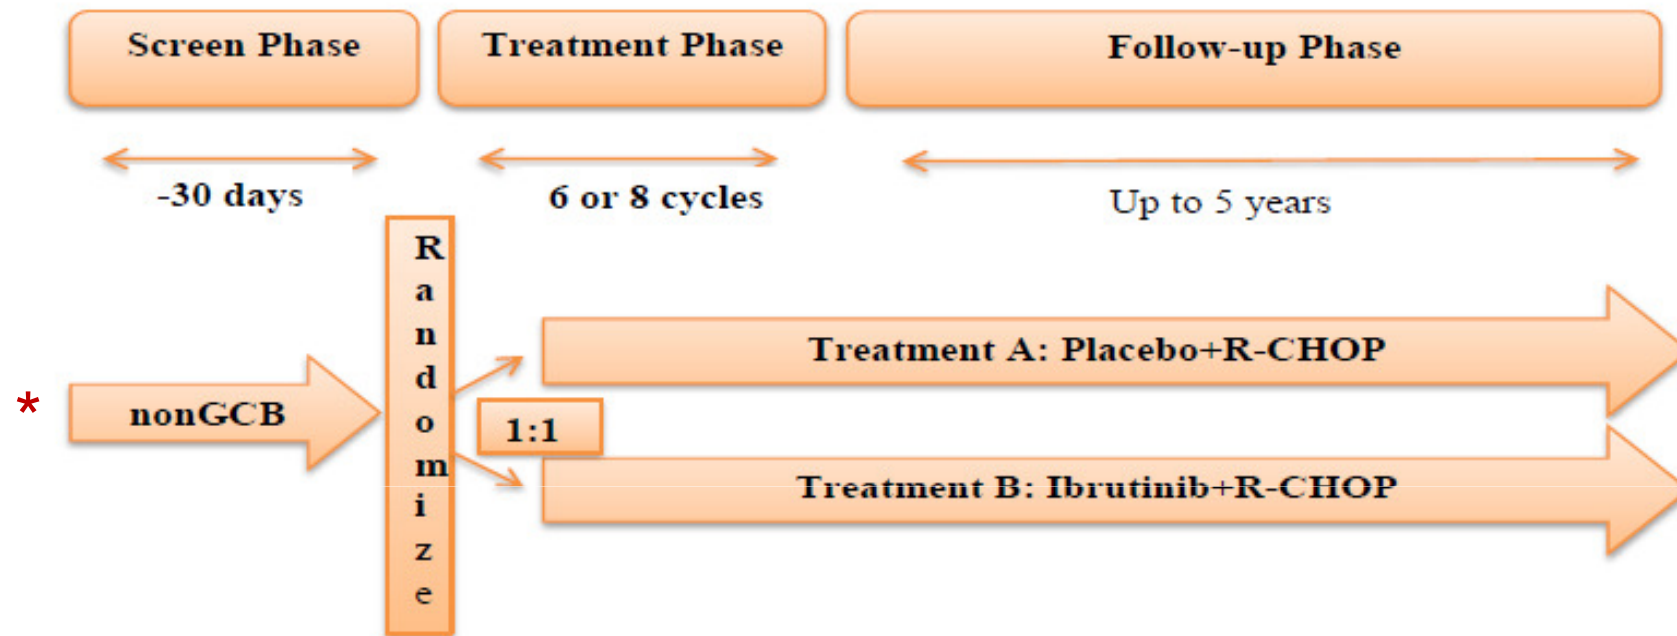 Screen Phase
Treatment Phase
Follow-up Phase
-30 days
6 or 8 cycles
Up to 5 years
Randomize
*
nonGCB
1:1
Treatment A: Placebo+R-CHOP
Treatment B: Ibrutinib+R-CHOP